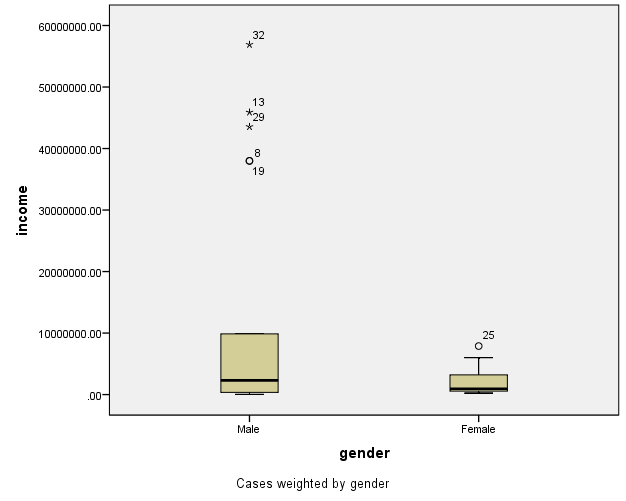 60000000.00
50000000.00
40000000.00
30000000.00
20000000.00
10000000.00
.00
income
32
13
29
8
19
25
Male
Female
gender
Cases weighted by gender